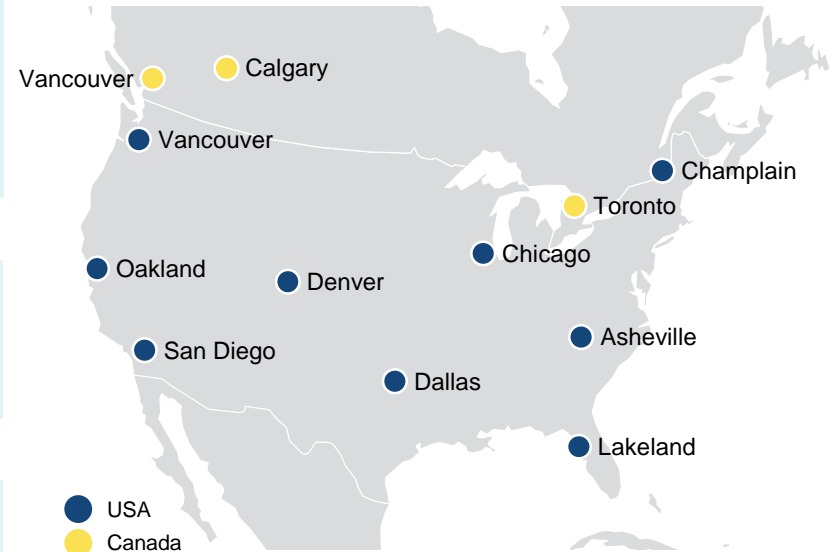 Calgary
Vancouver
Vancouver
Champlain
Toronto
Chicago
Oakland
Denver
Asheville
San Diego
Dallas
Lakeland
USA
Canada